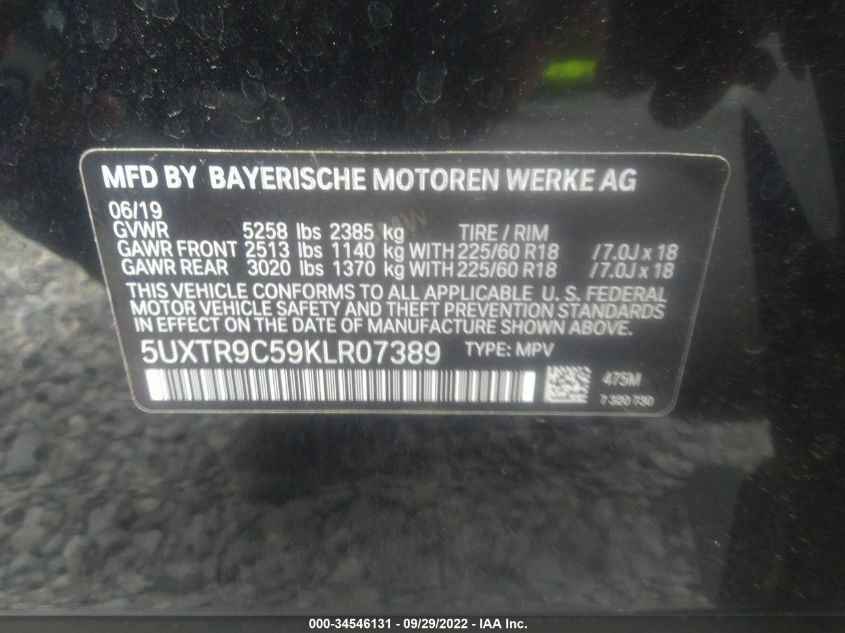 MFD BY BAYERISCHE MOTOREN WERKE AG
06/19
GVWR 5258 lbs 2385 kg TIRE / RIM
GAWR FRONT 2513 lbs 1140 kg WITH 225/60 R18 / 7.0J x 18
GAWR REAR 3020 lbs 1370 kg WITH 225/60 R18 / 7.0J x 18
THIS VEHICLE CONFORMS TO ALL APPLICABLE U. S. FEDERAL
MOTOR VEHICLE SAFETY AND THEFT PREVENTION STANDARDS
IN EFFECT ON THE DATE OF MANUFACTURE SHOWN ABOVE.
5UXTR9C59KLR07389 TYPE: MPV
475M
7 320 730
000-34546131 - 09/29/2022 - IAA Inc.